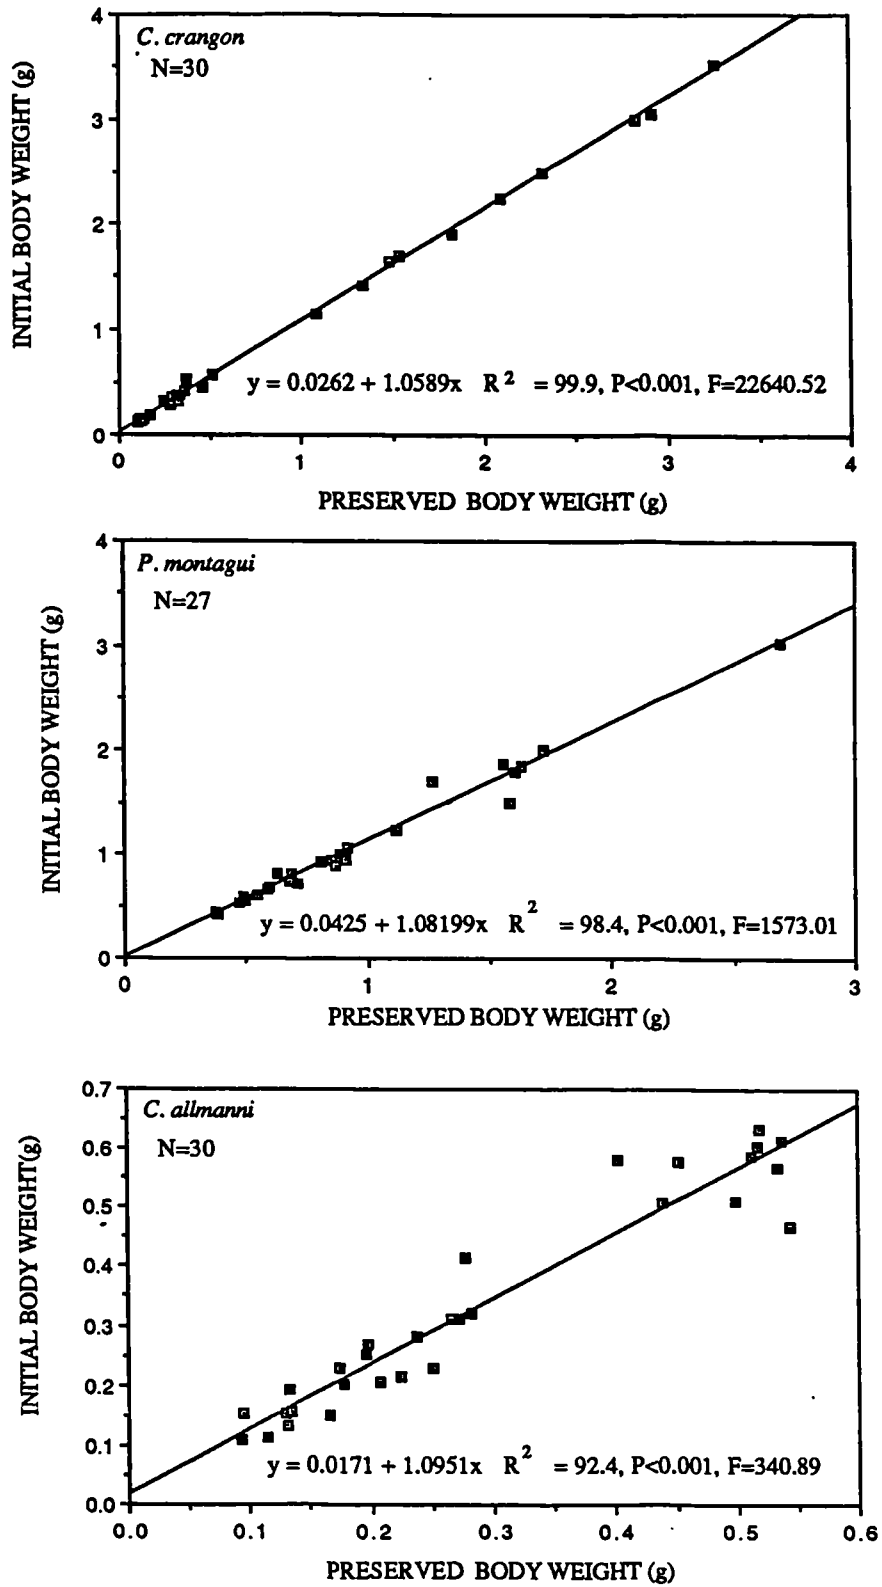 C. crangon
N=30
4
3
2
1
0
INITIAL BODY WEIGHT (g)
y = 0.0262 + 1.0589x R² = 99.9, P<0.001, F=22640.52
0 1 2 3 4
PRESERVED BODY WEIGHT (g)
P. montagui
N=27
4
3
2
1
0
INITIAL BODY WEIGHT (g)
y = 0.0425 + 1.08199x R² = 98.4, P<0.001, F=1573.01
0 1 2 3
PRESERVED BODY WEIGHT (g)
C. allmanni
N=30
0.7
0.6
0.5
0.4
0.3
0.2
0.1
0.0
INITIAL BODY WEIGHT(g)
y = 0.0171 + 1.0951x R² = 92.4, P<0.001, F=340.89
0.0 0.1 0.2 0.3 0.4 0.5 0.6
PRESERVED BODY WEIGHT (g)